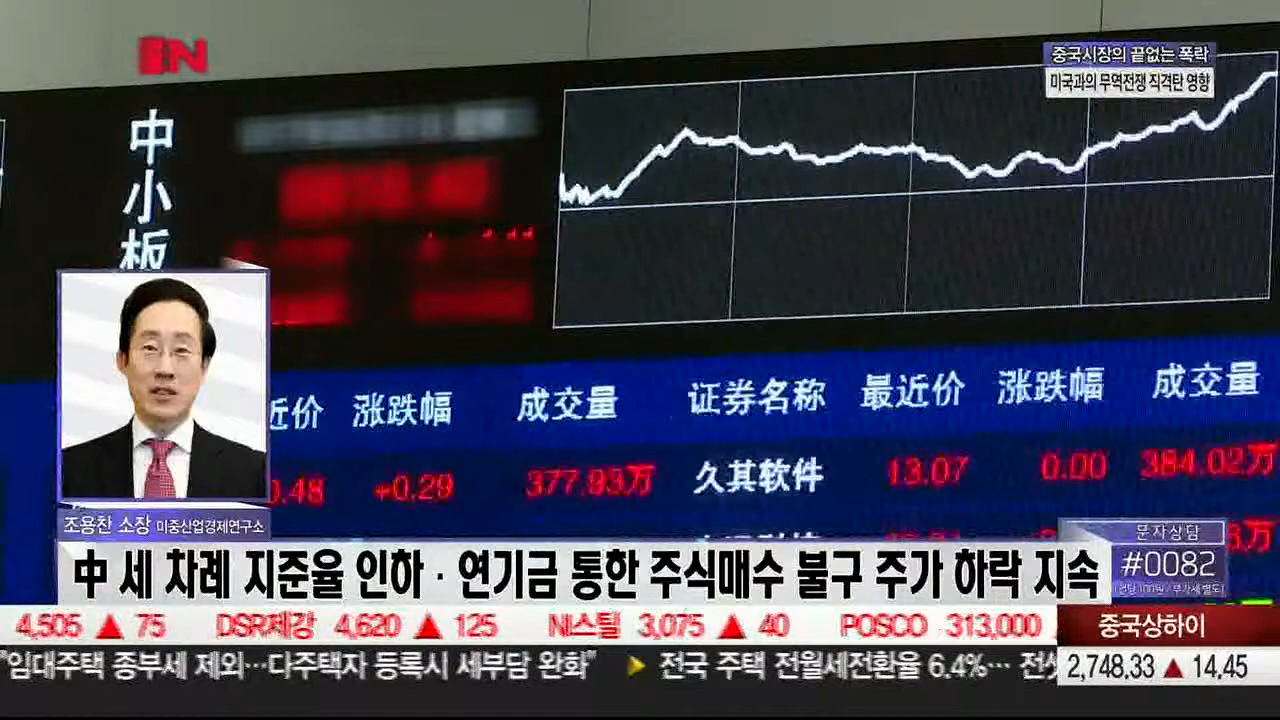 IN
중국시장의 끝없는 폭락
미국과의 무역전쟁 직격탄 영향
中小板
近价 涨跌幅 成交量 证券名称 最近价 涨跌幅 成交量
0.48 +0.29 377.93万 久其软件 13.07 0.00 384.02万
조용찬 소장 미중산업경제연구소
문자상담
#0082
中 세 차례 지준율 인하·연기금 통한 주식매수 불구 주가 하락 지속
4,505 ▲ 75 DSR제강 4,620 ▲ 125 NI스틸 3,075 ▲ 40 POSCO 313,000
중국상하이
"임대주택 종부세 제외…다주택자 등록시 세부담 완화" ▶ 전국 주택 전월세전환율 6.4%… 전셋
2,748.33 ▲ 14.45